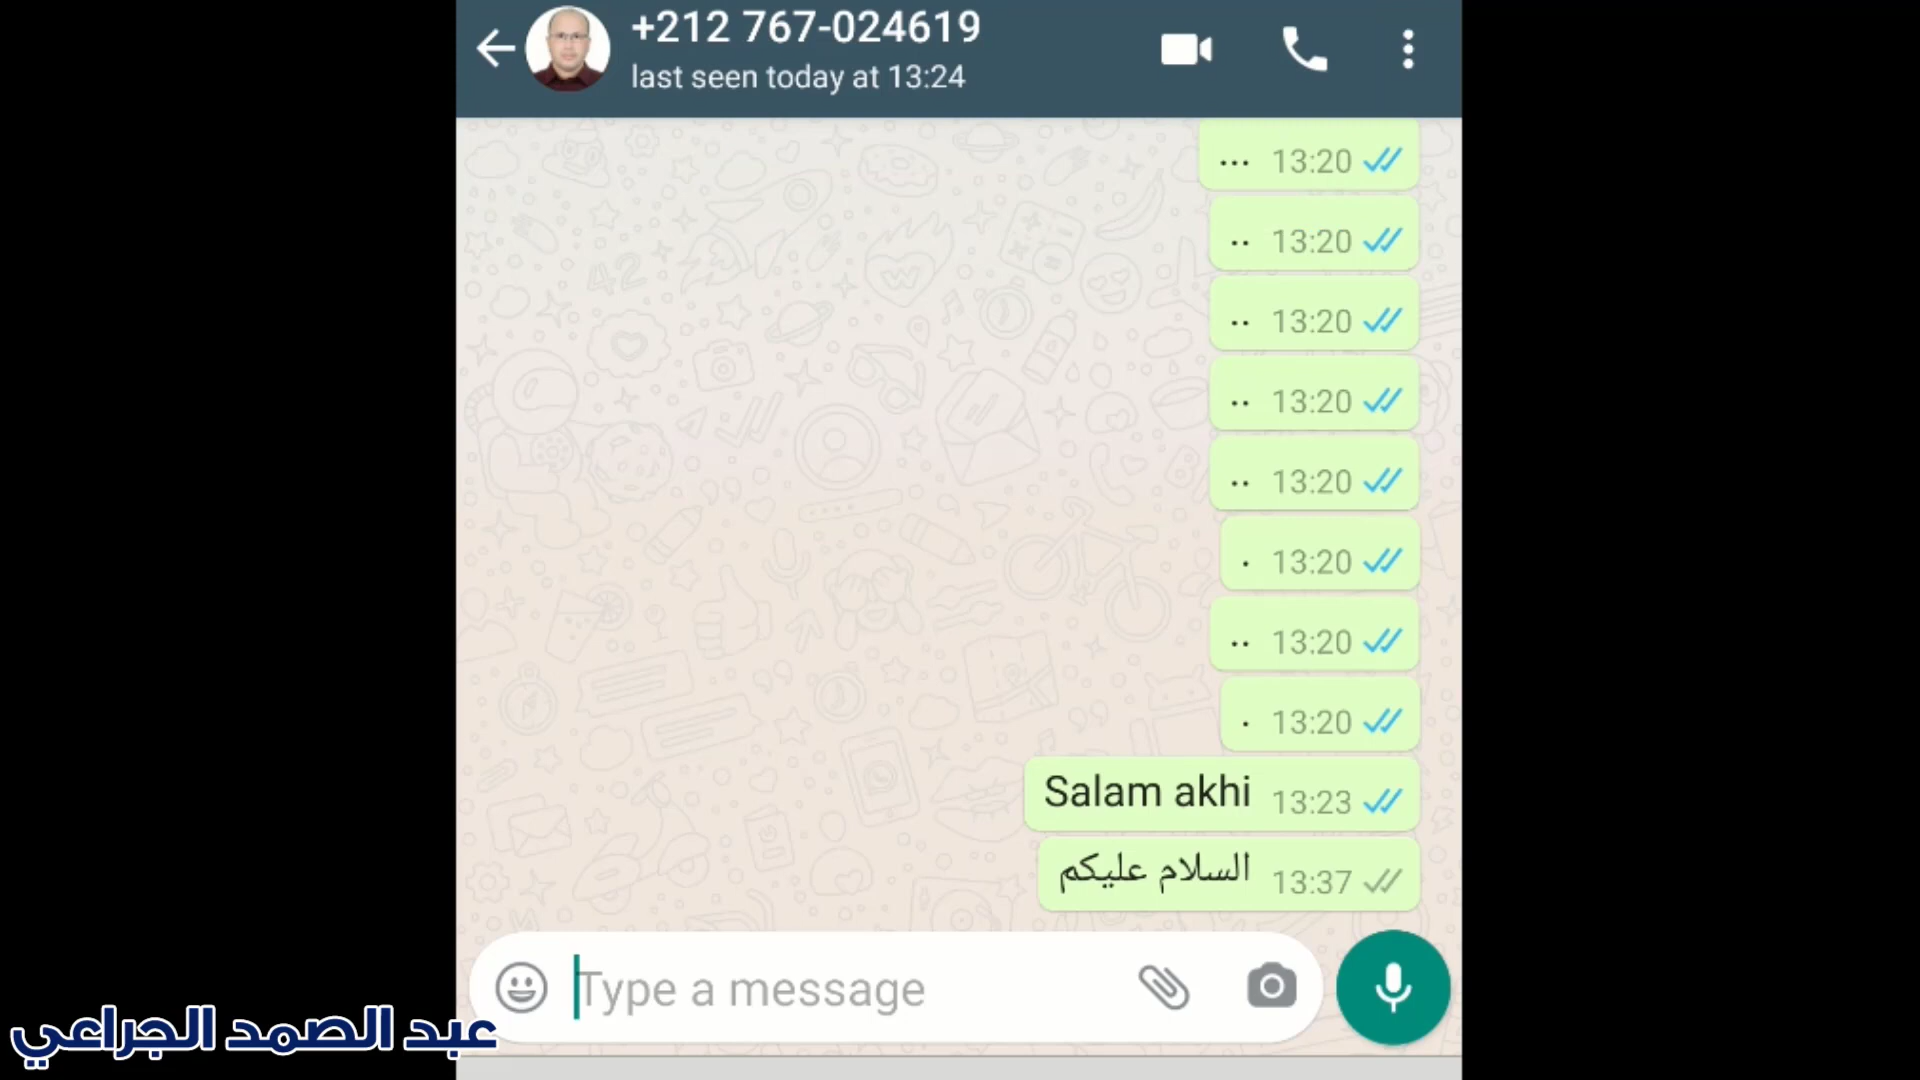 +212 767-024619
last seen today at 13:24
... 13:20
.. 13:20
.. 13:20
.. 13:20
.. 13:20
. 13:20
.. 13:20
. 13:20
Salam akhi 13:23
السلام عليكم 13:37
Type a message
عبد الصمد الجراعي